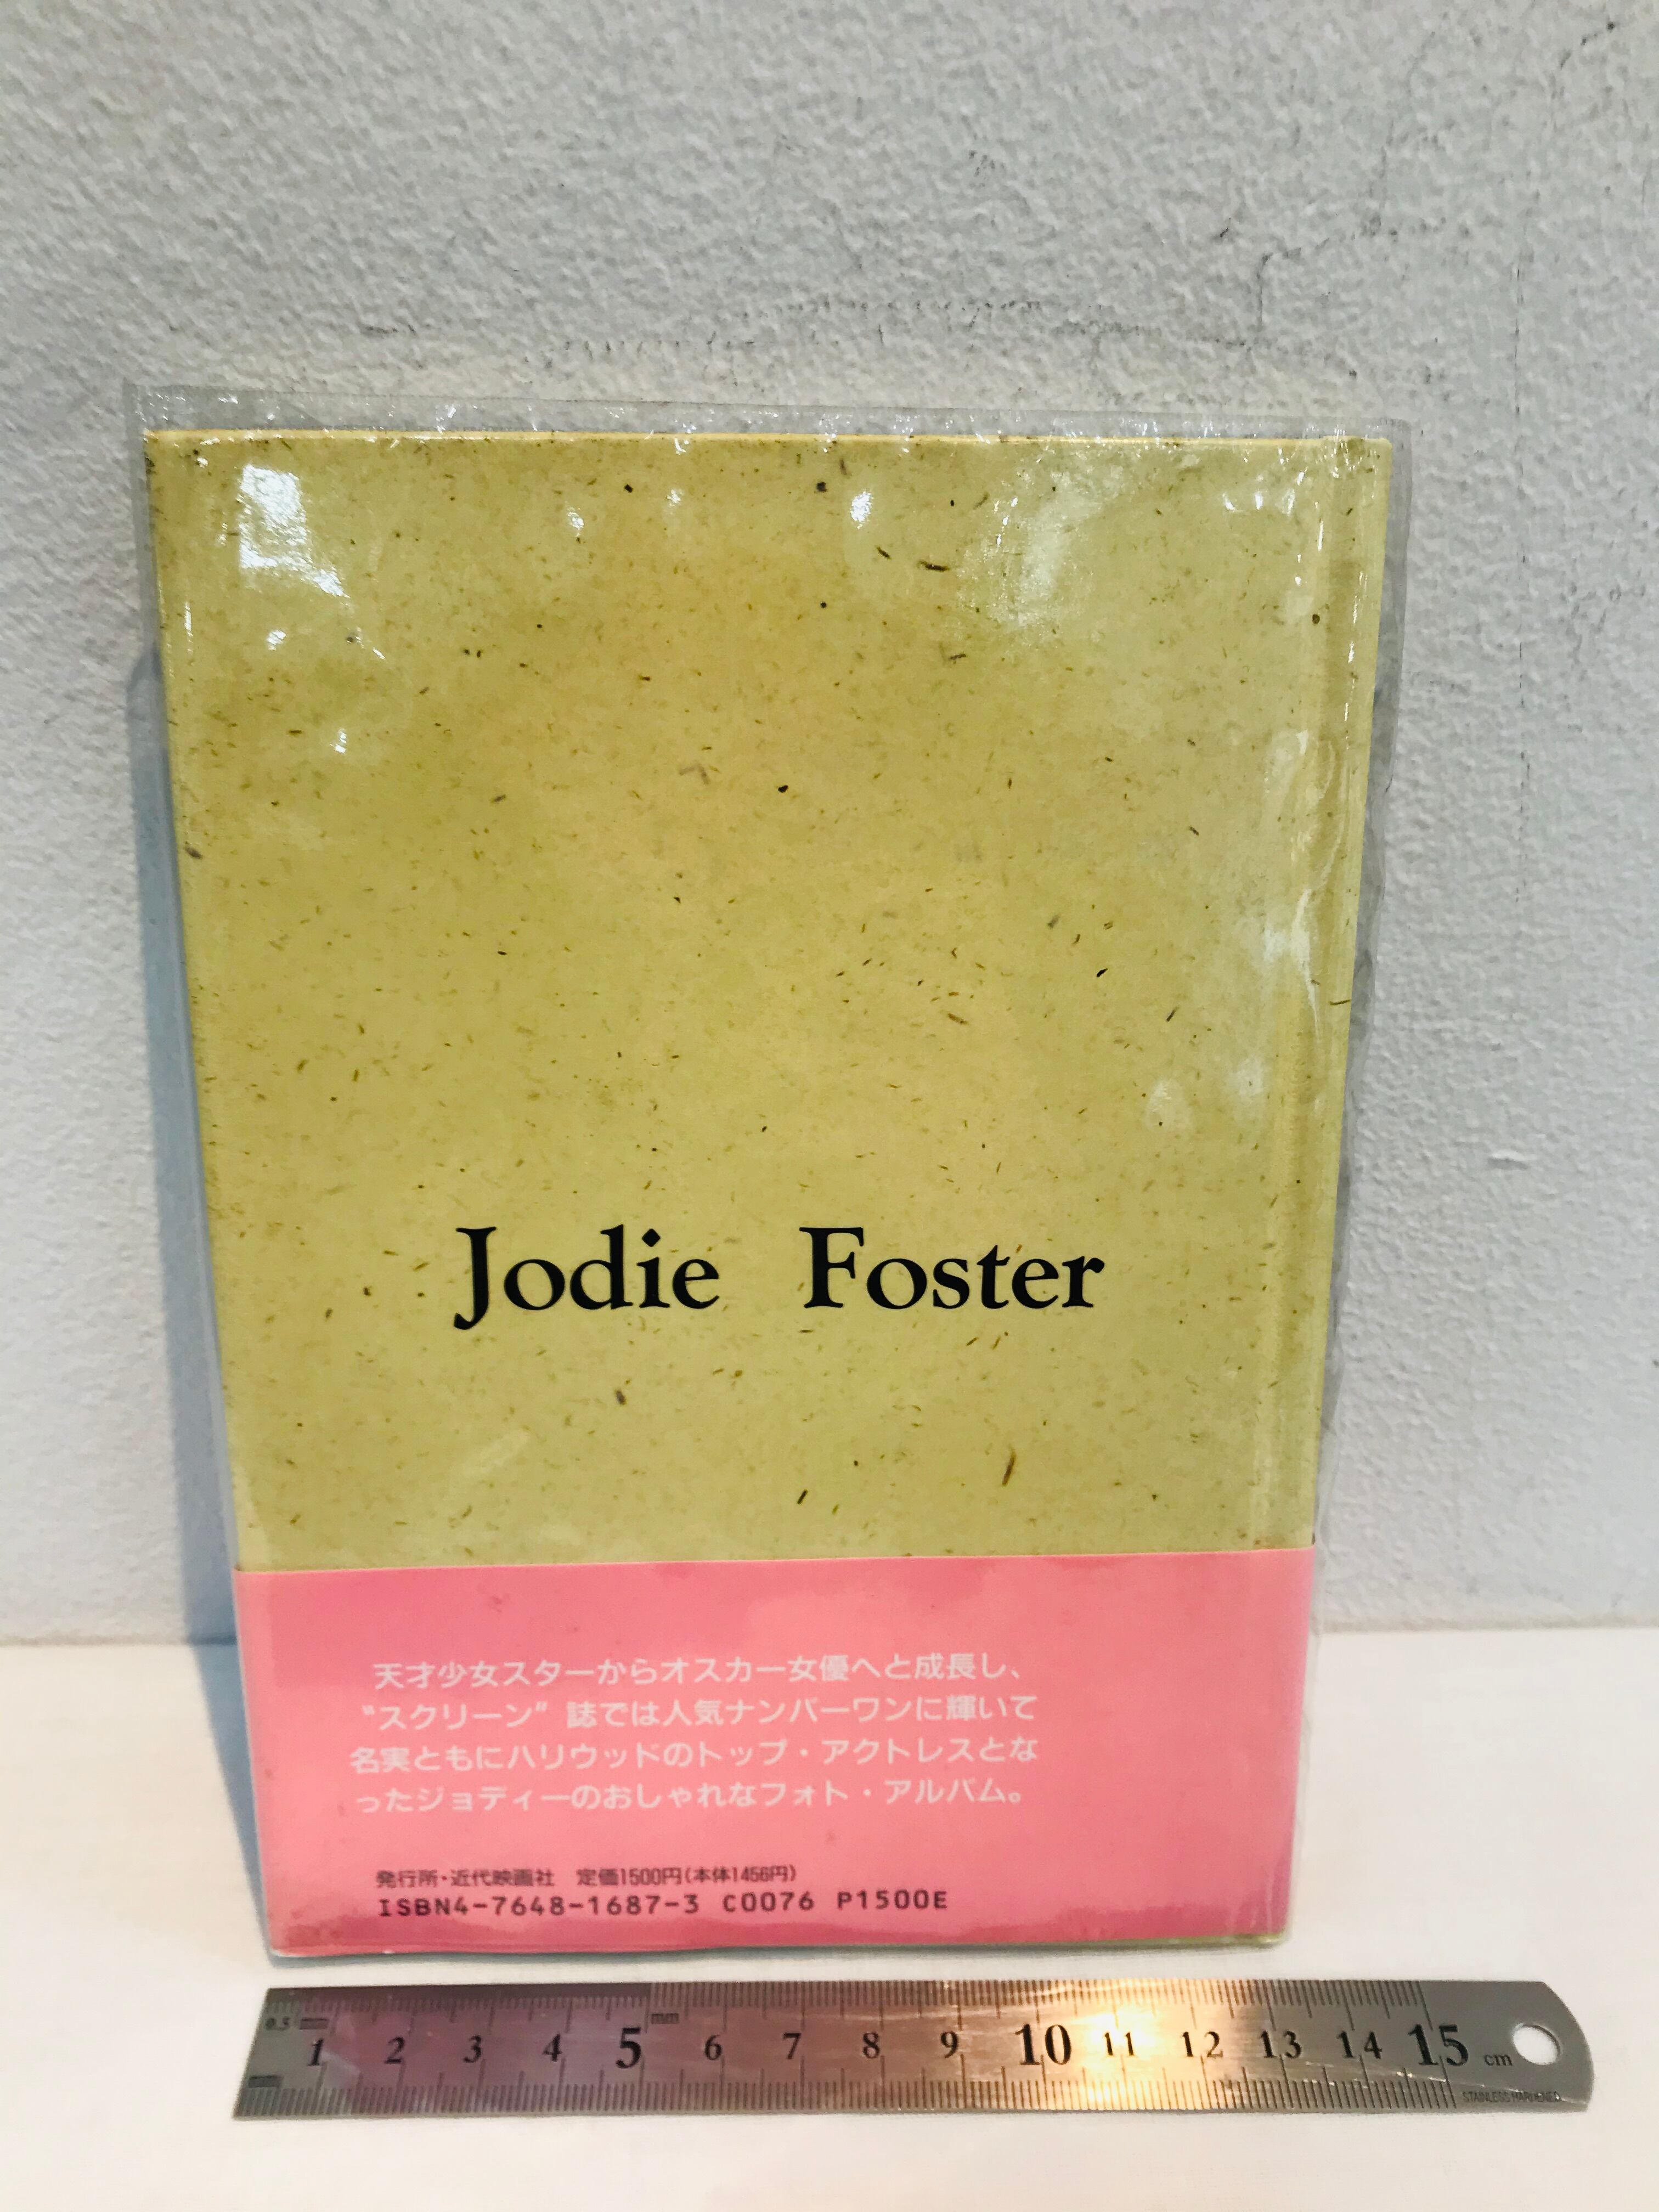 Jodie Foster
天才少女スターからオスカー女優へと成長し、
"スクリーン"誌では人気ナンバーワンに輝いて
名実ともにハリウッドのトップ・アクトレスとな
ったジョディーのおしゃれなフォト・アルバム。
発行所・近代映画社 定価1500円(本体1456円)
ISBN4-7648-1687-3 C0076 P1500E
0.5 mm
1 2 3 4 5 6 7 8 9 10 11 12 13 14 15 cm
STAINLESS HARDENED